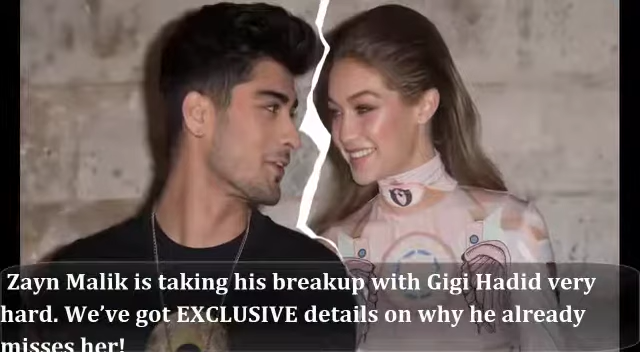 Zayn Malik is taking his breakup with Gigi Hadid very
hard. We’ve got EXCLUSIVE details on why he already
misses her!